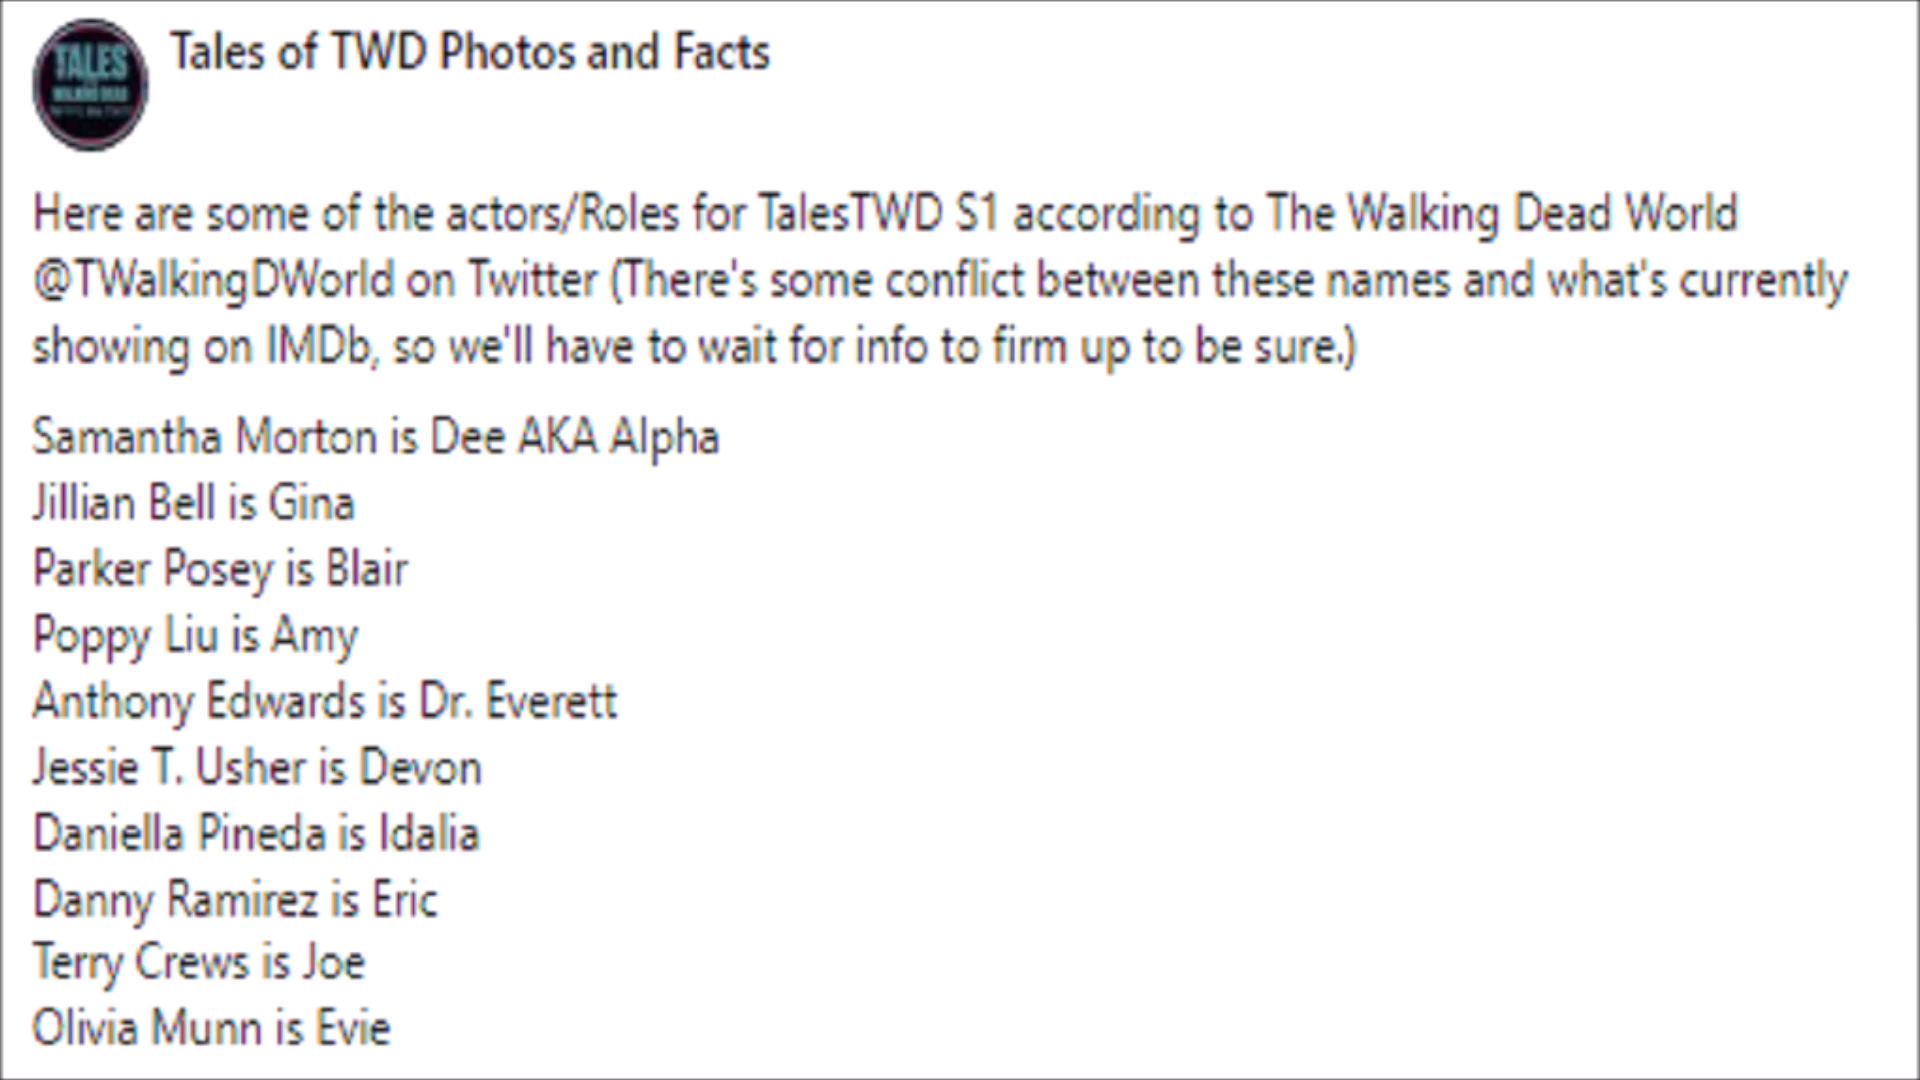 TALES
Tales of TWD Photos and Facts
Here are some of the actors/Roles for TalesTWD S1 according to The Walking Dead World
@TWalkingDWorld on Twitter (There's some conflict between these names and what's currently
showing on IMDb, so we'll have to wait for info to firm up to be sure.)
Samantha Morton is Dee AKA Alpha
Jillian Bell is Gina
Parker Posey is Blair
Poppy Liu is Amy
Anthony Edwards is Dr. Everett
Jessie T. Usher is Devon
Daniella Pineda is Idalia
Danny Ramirez is Eric
Terry Crews is Joe
Olivia Munn is Evie